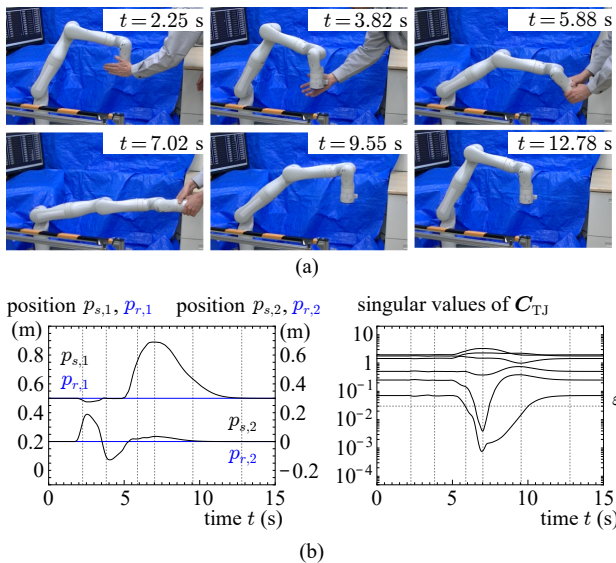 t = 2.25 s
t = 3.82 s
t = 5.88 s
t = 7.02 s
t = 9.55 s
t = 12.78 s
(a)
position p_{s,1}, p_{r,1}
position p_{s,2}, p_{r,2}
singular values of C_{TJ}
(m)
(m)
0.8
0.6
0.4
0.2
0
0.6
0.4
0.2
0
−0.2
p_{s,1}
p_{r,1}
p_{s,2}
p_{r,2}
0 5 10 15
time t (s)
10
1
10^{-1}
10^{-2}
10^{-3}
10^{-4}
0 5 10 15
time t (s)
(b)